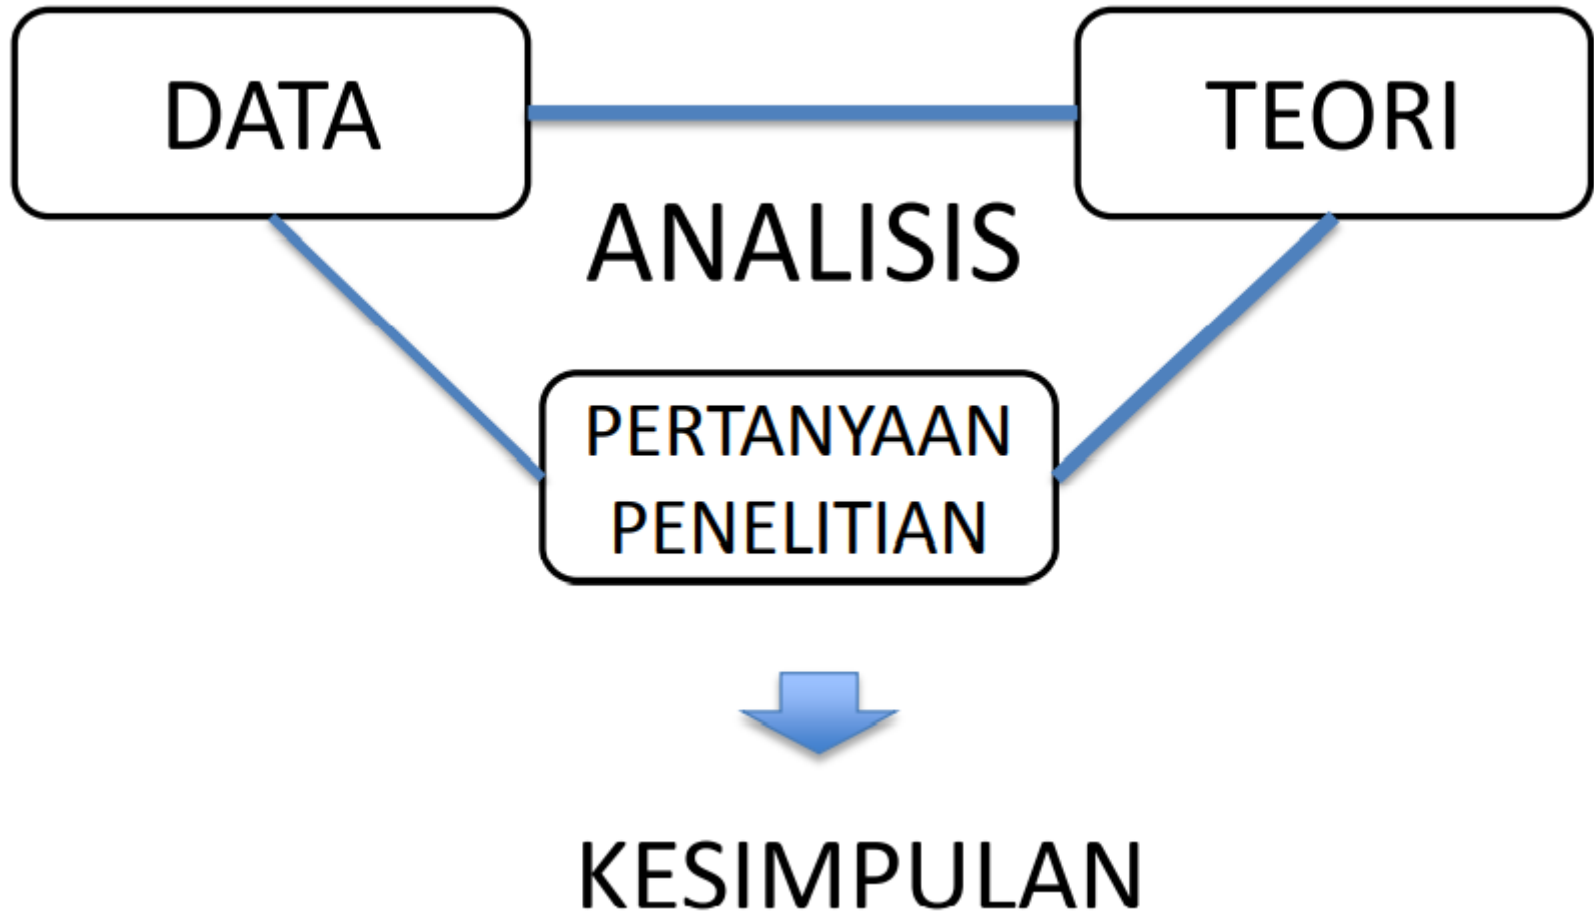 DATA
TEORI
ANALISIS
PERTANYAAN
PENELITIAN
KESIMPULAN